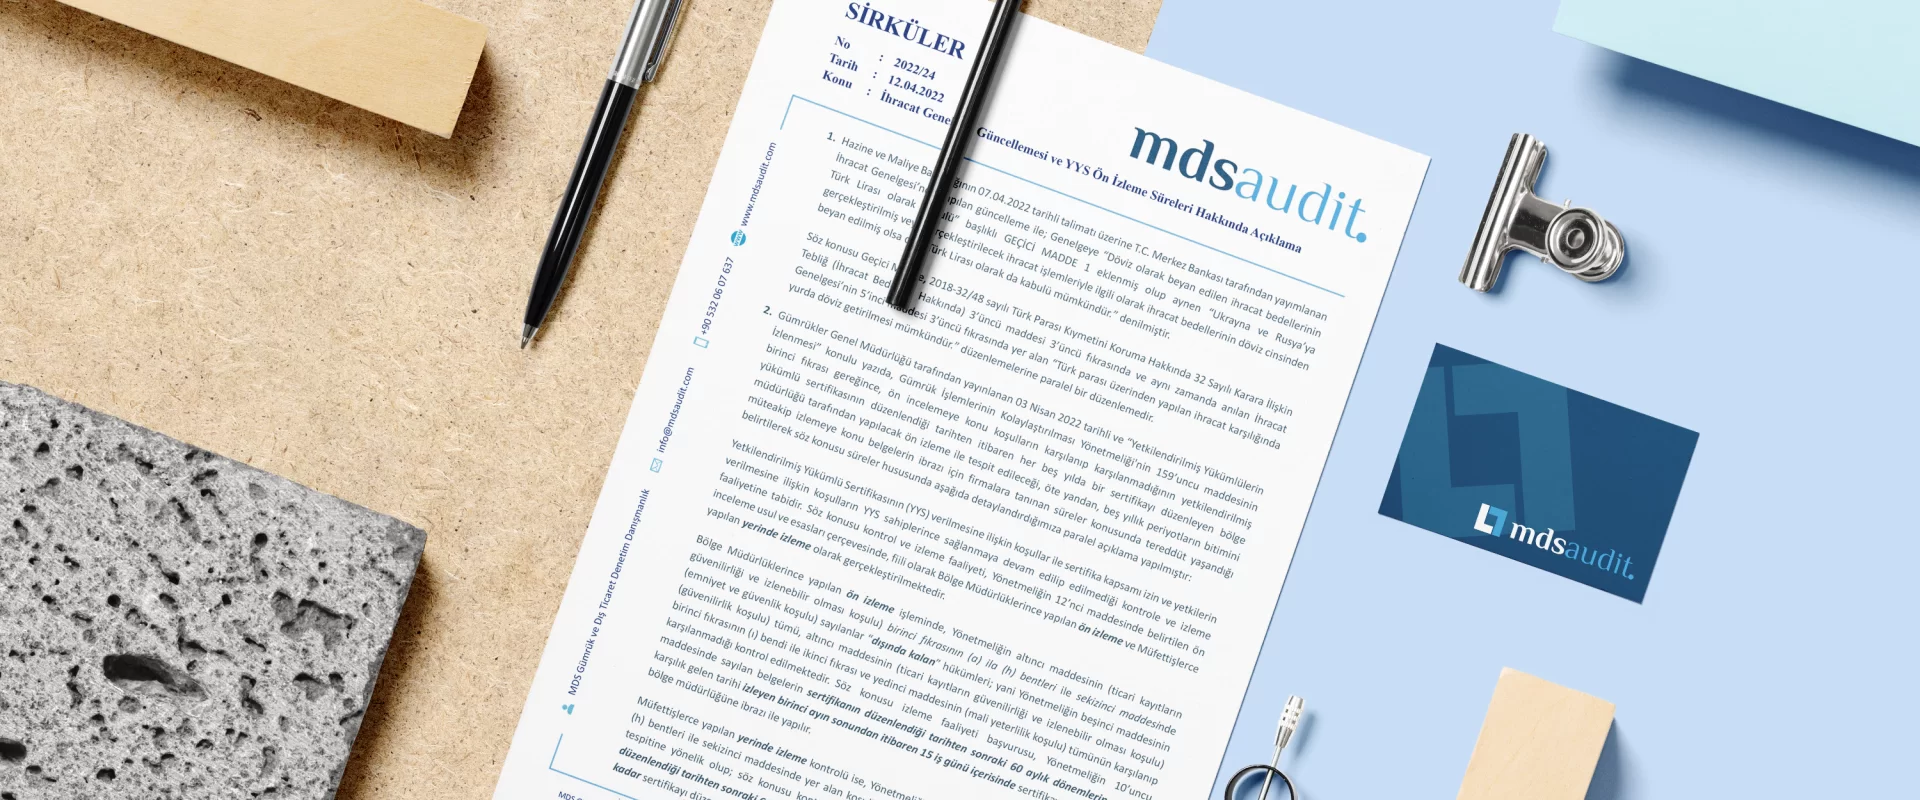 SİRKÜLER
No : 2022/24
Tarih : 12.04.2022
Konu : İhracat Gene Güncellemesi ve YYS Ön İzleme Süreleri Hakkında Açıklama
mdsaudit.
1. Hazine ve Maliye Ba ğının 07.04.2022 tarihli talimatı üzerine T.C. Merkez Bankası tarafından yayımlanan
İhracat Genelgesi’n pılan güncelleme ile; Genelgeye “Döviz olarak beyan edilen ihracat bedellerinin
Türk Lirası olarak ulü” başlıklı GEÇİCİ MADDE 1 eklenmiş olup aynen “Ukrayna ve Rusya’ya
gerçekleştirilmiş ve rçekleştirilecek ihracat işlemleriyle ilgili olarak ihracat bedellerinin döviz cinsinden
beyan edilmiş olsa d Türk Lirası olarak da kabulü mümkündür.” denilmiştir.
Söz konusu Geçici M e, 2018-32/48 sayılı Türk Parası Kıymetini Koruma Hakkında 32 Sayılı Karara İlişkin
Tebliğ (İhracat Bed Hakkında) 3’üncü maddesi 3’üncü fıkrasında ve aynı zamanda anılan İhracat
Genelgesi’nin 5’inci maddesi 3’üncü fıkrasında yer alan “Türk parası üzerinden yapılan ihracat karşılığında
yurda döviz getirilmesi mümkündür.” düzenlemelerine paralel bir düzenlemedir.
2. Gümrükler Genel Müdürlüğü tarafından yayınlanan 03 Nisan 2022 tarihli ve “Yetkilendirilmiş Yükümlülerin
İzlenmesi” konulu yazıda, Gümrük İşlemlerinin Kolaylaştırılması Yönetmeliği’nin 159’uncu maddesinin
birinci fıkrası gereğince, ön incelemeye konu koşulların karşılanıp karşılanmadığının yetkilendirilmiş
yükümlü sertifikasının düzenlendiği tarihten itibaren her beş yılda bir sertifikayı düzenleyen bölge
müdürlüğü tarafından yapılacak ön izleme ile tespit edileceği, öte yandan, beş yıllık periyotların bitimini
müteakip izlemeye konu belgelerin ibrazı için firmalara tanınan süreler konusunda tereddüt yaşandığı
belirtilerek söz konusu süreler hususunda aşağıda detaylandırdığımıza paralel açıklama yapılmıştır:
Yetkilendirilmiş Yükümlü Sertifikasının (YYS) verilmesine ilişkin koşullar ile sertifika kapsamı izin ve yetkilerin
verilmesine ilişkin koşulların YYS sahiplerince sağlanmaya devam edilip edilmediği kontrole ve izleme
faaliyetine tabidir. Söz konusu kontrol ve izleme faaliyeti, Yönetmeliğin 12’nci maddesinde belirtilen ön
inceleme usul ve esasları çerçevesinde, fiili olarak Bölge Müdürlüklerince yapılan ön izleme ve Müfettişlerce
yapılan yerinde izleme olarak gerçekleştirilmektedir.
Bölge Müdürlüklerince yapılan ön izleme işleminde, Yönetmeliğin altıncı maddesinin (ticari kayıtların
güvenilirliği ve izlenebilir olması koşulu) birinci fıkrasının (a) ila (h) bentleri ile sekizinci maddesinde
(emniyet ve güvenlik koşulu) sayılanlar “dışında kalan” hükümleri; yani Yönetmeliğin beşinci maddesinin
(güvenilirlik koşulu) tümü, altıncı maddesinin (ticari kayıtların güvenilirliği ve izlenebilir olması koşulu)
birinci fıkrasının (ı) bendi ile ikinci fıkrası ve yedinci maddesinin (mali yeterlilik koşulu) tümünün karşılanıp
karşılanmadığı kontrol edilmektedir. Söz konusu izleme faaliyeti başvurusu, Yönetmeliğin 10’uncu
maddesinde sayılan belgelerin sertifikanın düzenlendiği tarihten sonraki 60 aylık dönemlerin
karşılık gelen tarihi izleyen birinci ayın sonundan itibaren 15 iş günü içerisinde
bölge müdürlüğüne ibrazı ile yapılır.
Müfettişlerce yapılan yerinde izleme kontrolü ise,
(h) bentleri ile sekizinci maddesinde yer alan
tespitine yönelik olup; söz konusu
düzenlendiği tarihten sonraki
kadar sertifikayı
www.mdsaudit.com
+90 532 06 07 637
info@mdsaudit.com
MDS Gümrük ve Dış Ticaret Denetim Danışmanlık
MDS
mdsaudit.